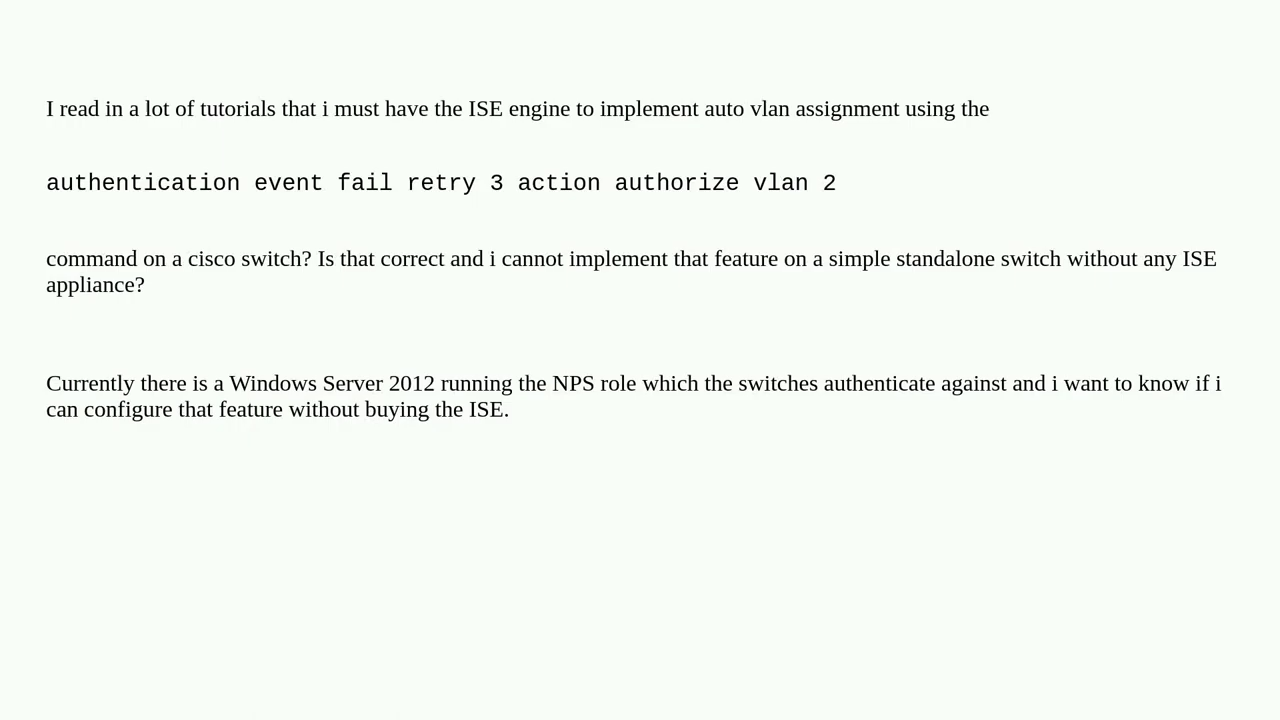 I read in a lot of tutorials that i must have the ISE engine to implement auto vlan assignment using the
authentication event fail retry 3 action authorize vlan 2
command on a cisco switch? Is that correct and i cannot implement that feature on a simple standalone switch without any ISE
appliance?
Currently there is a Windows Server 2012 running the NPS role which the switches authenticate against and i want to know if i
can configure that feature without buying the ISE.